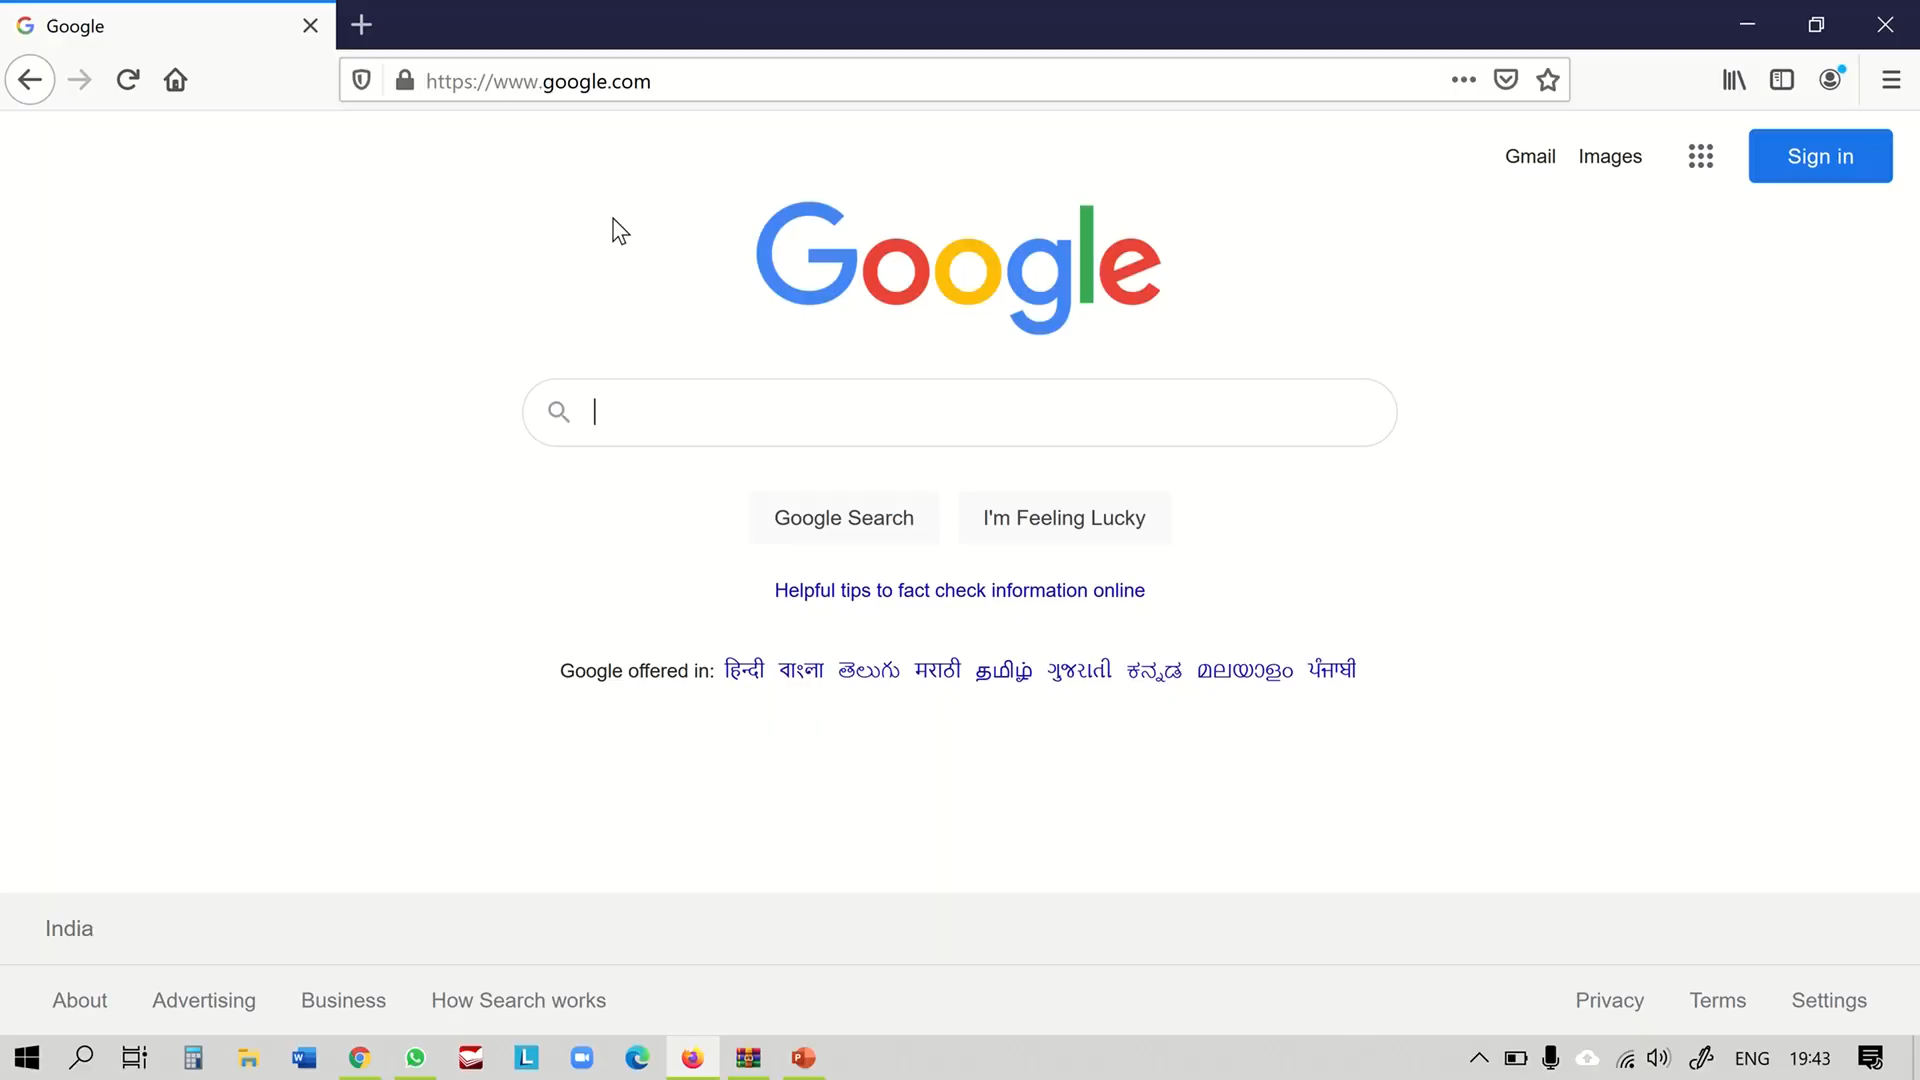 Google
https://www.google.com
Gmail Images Sign in
Google
Google Search I'm Feeling Lucky
Helpful tips to fact check information online
Google offered in: हिन्दी বাংলা తెలుగు मराठी தமிழ் ગુજરાતી ಕನ್ನಡ മലയാളം ਪੰਜਾਬੀ
India
About Advertising Business How Search works Privacy Terms Settings
ENG 19:43